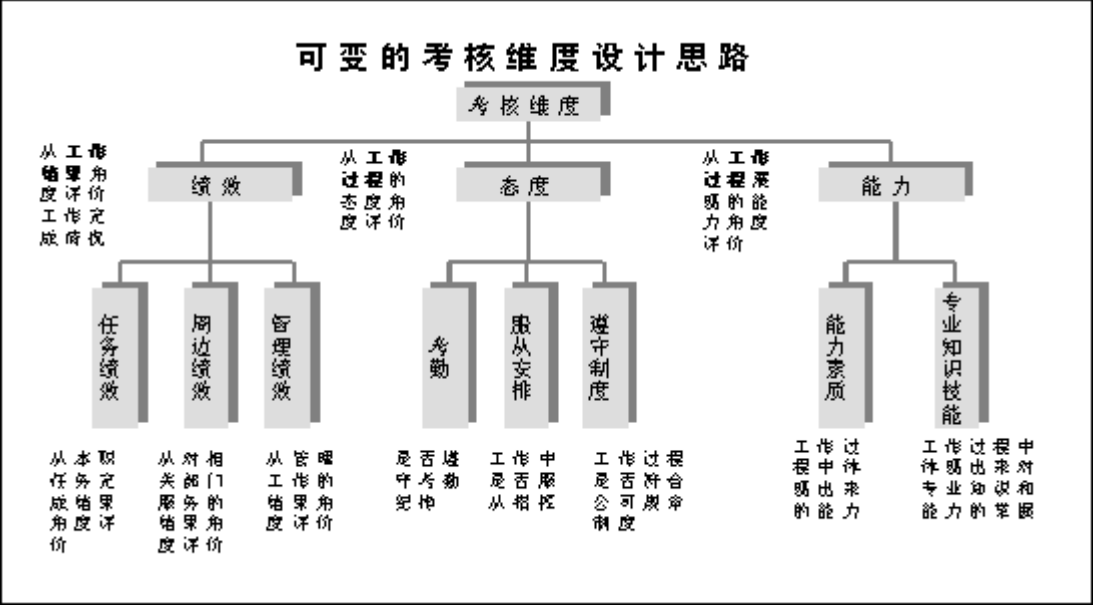 可变的考核维度设计思路
考核维度
从工作
结果角
度评价
工作完
成情况
绩效
从工作
过程的
态度角
度评价
态度
从工作
过程展
现的能
力角度
评价
能力
任务绩效
周边绩效
管理绩效
考勤
服从安排
遵守制度
能力素质
专业知识技能
从本职
任务完
成结果
角度评
价
从对相
关部门
服务的
结果角
度评价
从管理
工作的
结果角
度评价
是否遵
守考勤
纪
工作中
是否服
从指
工作过程
是否符合
公司规章
制度
工作过
程中体
现出来
的能力
工作过程中
体现出来对
专业知识和
能力的掌握